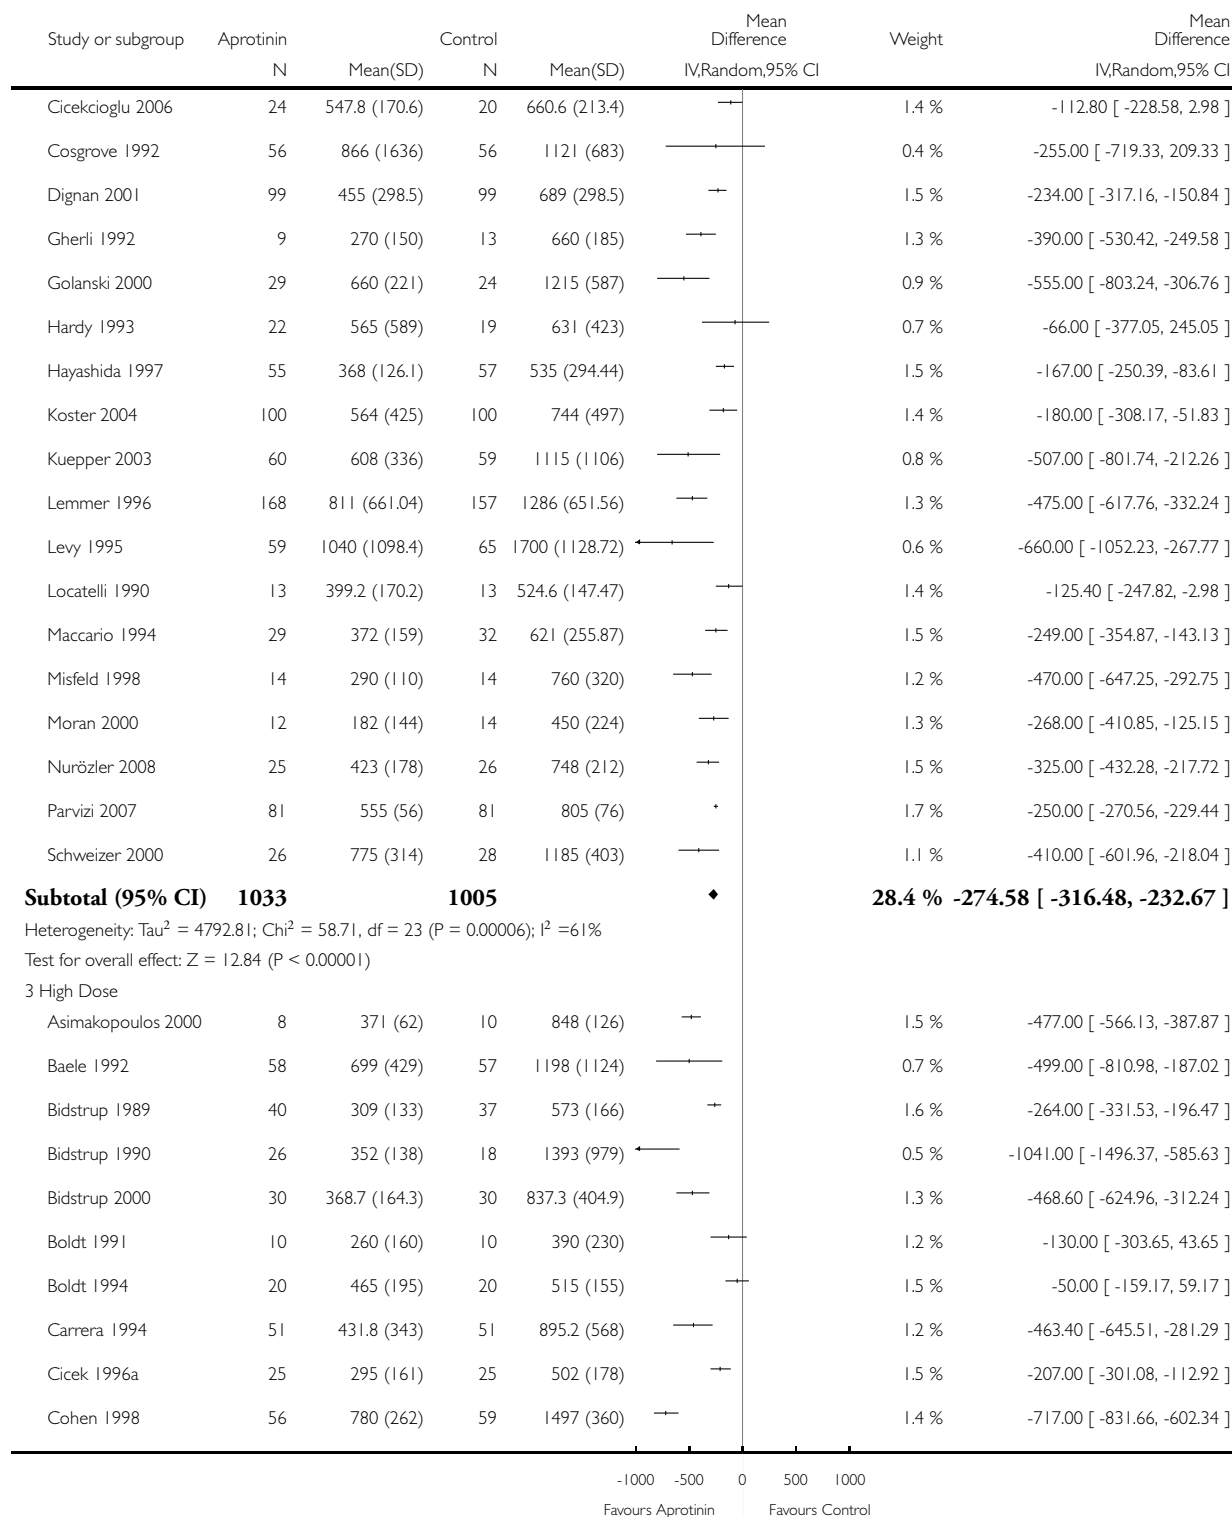 Study or subgroup Aprotinin Control Mean Difference Weight Mean Difference
N Mean(SD) N Mean(SD) IV,Random,95% CI IV,Random,95% CI
Cicekcioglu 2006 24 547.8 (170.6) 20 660.6 (213.4) 1.4 % -112.80 [ -228.58, 2.98 ]
Cosgrove 1992 56 866 (1636) 56 1121 (683) 0.4 % -255.00 [ -719.33, 209.33 ]
Dignan 2001 99 455 (298.5) 99 689 (298.5) 1.5 % -234.00 [ -317.16, -150.84 ]
Gherli 1992 9 270 (150) 13 660 (185) 1.3 % -390.00 [ -530.42, -249.58 ]
Golanski 2000 29 660 (221) 24 1215 (587) 0.9 % -555.00 [ -803.24, -306.76 ]
Hardy 1993 22 565 (589) 19 631 (423) 0.7 % -66.00 [ -377.05, 245.05 ]
Hayashida 1997 55 368 (126.1) 57 535 (294.44) 1.5 % -167.00 [ -250.39, -83.61 ]
Koster 2004 100 564 (425) 100 744 (497) 1.4 % -180.00 [ -308.17, -51.83 ]
Kuepper 2003 60 608 (336) 59 1115 (1106) 0.8 % -507.00 [ -801.74, -212.26 ]
Lemmer 1996 168 811 (661.04) 157 1286 (651.56) 1.3 % -475.00 [ -617.76, -332.24 ]
Levy 1995 59 1040 (1098.4) 65 1700 (1128.72) 0.6 % -660.00 [ -1052.23, -267.77 ]
Locatelli 1990 13 399.2 (170.2) 13 524.6 (147.47) 1.4 % -125.40 [ -247.82, -2.98 ]
Maccario 1994 29 372 (159) 32 621 (255.87) 1.5 % -249.00 [ -354.87, -143.13 ]
Misfeld 1998 14 290 (110) 14 760 (320) 1.2 % -470.00 [ -647.25, -292.75 ]
Moran 2000 12 182 (144) 14 450 (224) 1.3 % -268.00 [ -410.85, -125.15 ]
Nurözler 2008 25 423 (178) 26 748 (212) 1.5 % -325.00 [ -432.28, -217.72 ]
Parvizi 2007 81 555 (56) 81 805 (76) 1.7 % -250.00 [ -270.56, -229.44 ]
Schweizer 2000 26 775 (314) 28 1185 (403) 1.1 % -410.00 [ -601.96, -218.04 ]
Subtotal (95% CI) 1033 1005 28.4 % -274.58 [ -316.48, -232.67 ]
Heterogeneity: Tau² = 4792.81; Chi² = 58.71, df = 23 (P = 0.00006); I² =61%
Test for overall effect: Z = 12.84 (P < 0.00001)
3 High Dose
Asimakopoulos 2000 8 371 (62) 10 848 (126) 1.5 % -477.00 [ -566.13, -387.87 ]
Baele 1992 58 699 (429) 57 1198 (1124) 0.7 % -499.00 [ -810.98, -187.02 ]
Bidstrup 1989 40 309 (133) 37 573 (166) 1.6 % -264.00 [ -331.53, -196.47 ]
Bidstrup 1990 26 352 (138) 18 1393 (979) 0.5 % -1041.00 [ -1496.37, -585.63 ]
Bidstrup 2000 30 368.7 (164.3) 30 837.3 (404.9) 1.3 % -468.60 [ -624.96, -312.24 ]
Boldt 1991 10 260 (160) 10 390 (230) 1.2 % -130.00 [ -303.65, 43.65 ]
Boldt 1994 20 465 (195) 20 515 (155) 1.5 % -50.00 [ -159.17, 59.17 ]
Carrera 1994 51 431.8 (343) 51 895.2 (568) 1.2 % -463.40 [ -645.51, -281.29 ]
Cicek 1996a 25 295 (161) 25 502 (178) 1.5 % -207.00 [ -301.08, -112.92 ]
Cohen 1998 56 780 (262) 59 1497 (360) 1.4 % -717.00 [ -831.66, -602.34 ]
-1000 -500 0 500 1000
Favours Aprotinin Favours Control